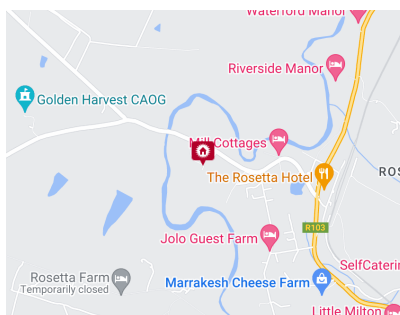 Waterford Manor
Riverside Manor
Golden Harvest CAOG
Mill Cottages
The Rosetta Hotel
ROS
R103
Jolo Guest Farm
SelfCaterin
Rosetta Farm
Temporarily closed
Marrakesh Cheese Farm
Little Milton